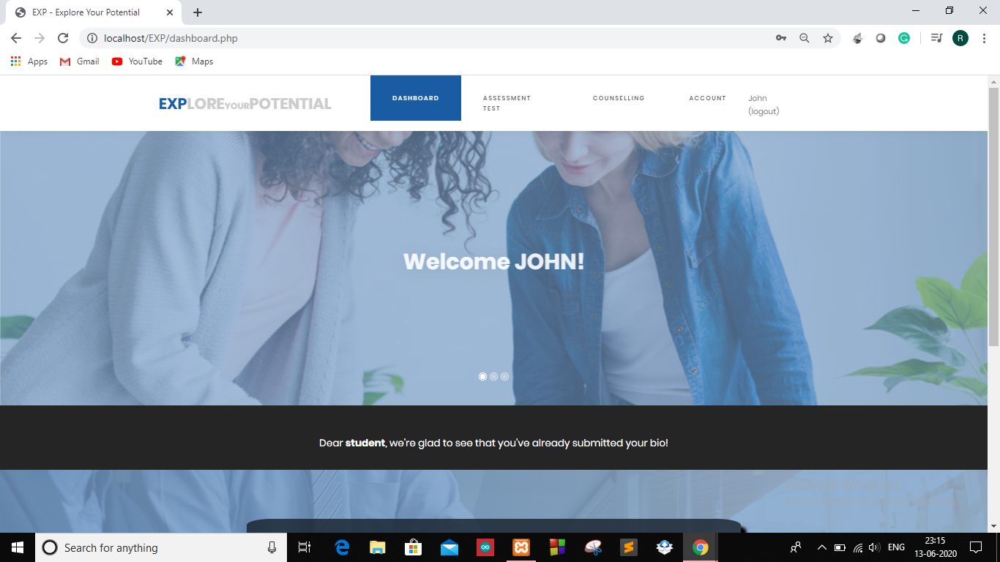 EXP - Explore Your Potential
localhost/EXP/dashboard.php
R
Apps
Gmail
YouTube
Maps
EXPLOREYOURPOTENTIAL
DASHBOARD
ASSESSMENT
TEST
COUNSELLING
ACCOUNT
John
(logout)
Welcome JOHN!
Dear student, we're glad to see that you've already submitted your bio!
Activate Windows
Search for anything
ENG
23:15
13-06-2020